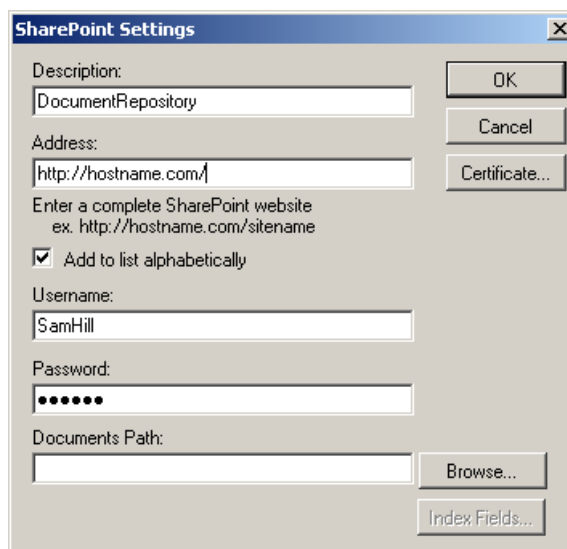 SharePoint Settings
Description:
OK
DocumentRepository
Cancel
Address:
http://hostname.com/
Certificate...
Enter a complete SharePoint website
ex. http://hostname.com/sitename
Add to list alphabetically
Username:
SamHill
Password:
●●●●●●
Documents Path:
Browse...
Index Fields...